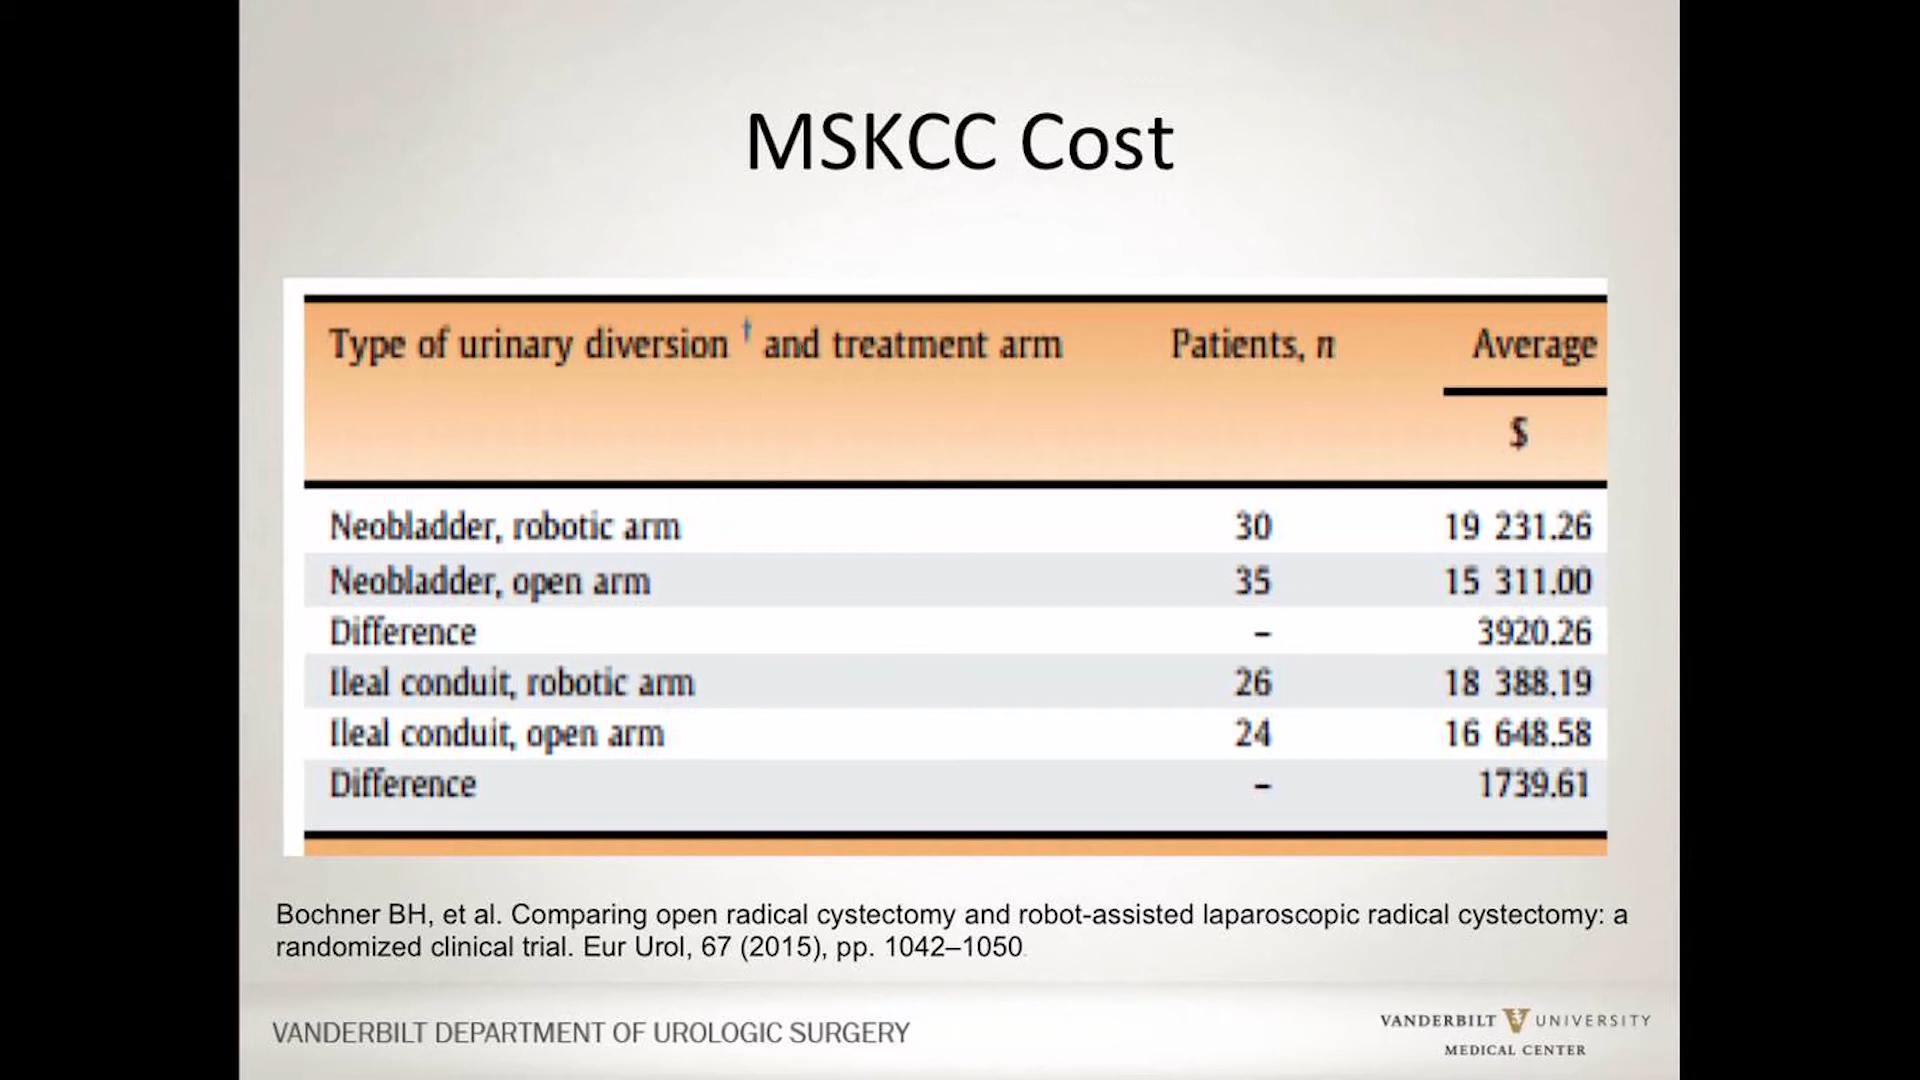 MSKCC Cost
Type of urinary diversion † and treatment arm Patients, n Average
$
Neobladder, robotic arm 30 19 231.26
Neobladder, open arm 35 15 311.00
Difference – 3920.26
Ileal conduit, robotic arm 26 18 388.19
Ileal conduit, open arm 24 16 648.58
Difference – 1739.61
Bochner BH, et al. Comparing open radical cystectomy and robot-assisted laparoscopic radical cystectomy: a
randomized clinical trial. Eur Urol, 67 (2015), pp. 1042–1050.
VANDERBILT DEPARTMENT OF UROLOGIC SURGERY
VANDERBILT V UNIVERSITY
MEDICAL CENTER